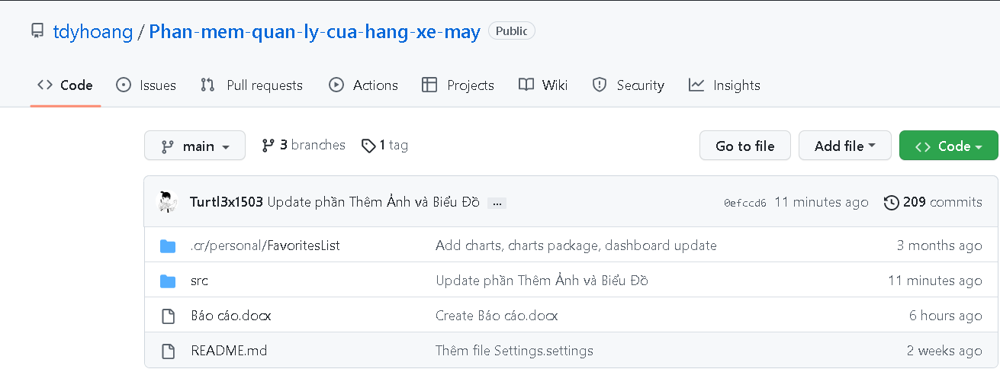 tdyhoang / Phan-mem-quan-ly-cua-hang-xe-may Public
Code Issues Pull requests Actions Projects Wiki Security Insights
main 3 branches 1 tag Go to file Add file Code
Turtl3x1503 Update phần Thêm Ảnh và Biểu Đồ ... 0efccd6 11 minutes ago 209 commits
.cr/personal/FavoritesList Add charts, charts package, dashboard update 3 months ago
src Update phần Thêm Ảnh và Biểu Đồ 11 minutes ago
Báo cáo.docx Create Báo cáo.docx 6 hours ago
README.md Thêm file Settings.settings 2 weeks ago